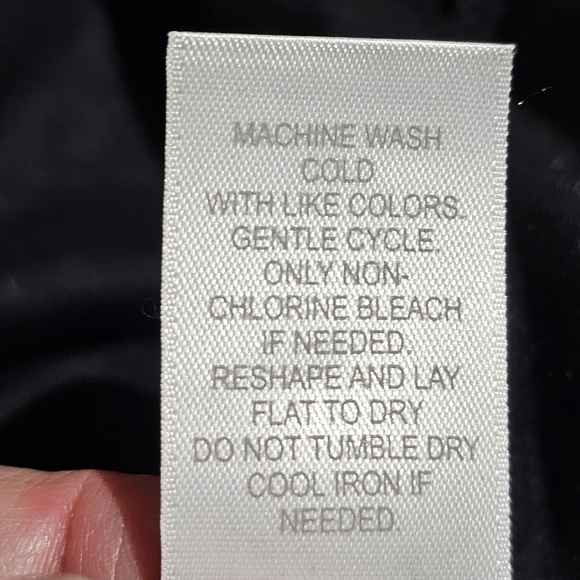 MACHINE WASH
COLD
WITH LIKE COLORS.
GENTLE CYCLE.
ONLY NON-
CHLORINE BLEACH
IF NEEDED.
RESHAPE AND LAY
FLAT TO DRY
DO NOT TUMBLE DRY
COOL IRON IF
NEEDED.